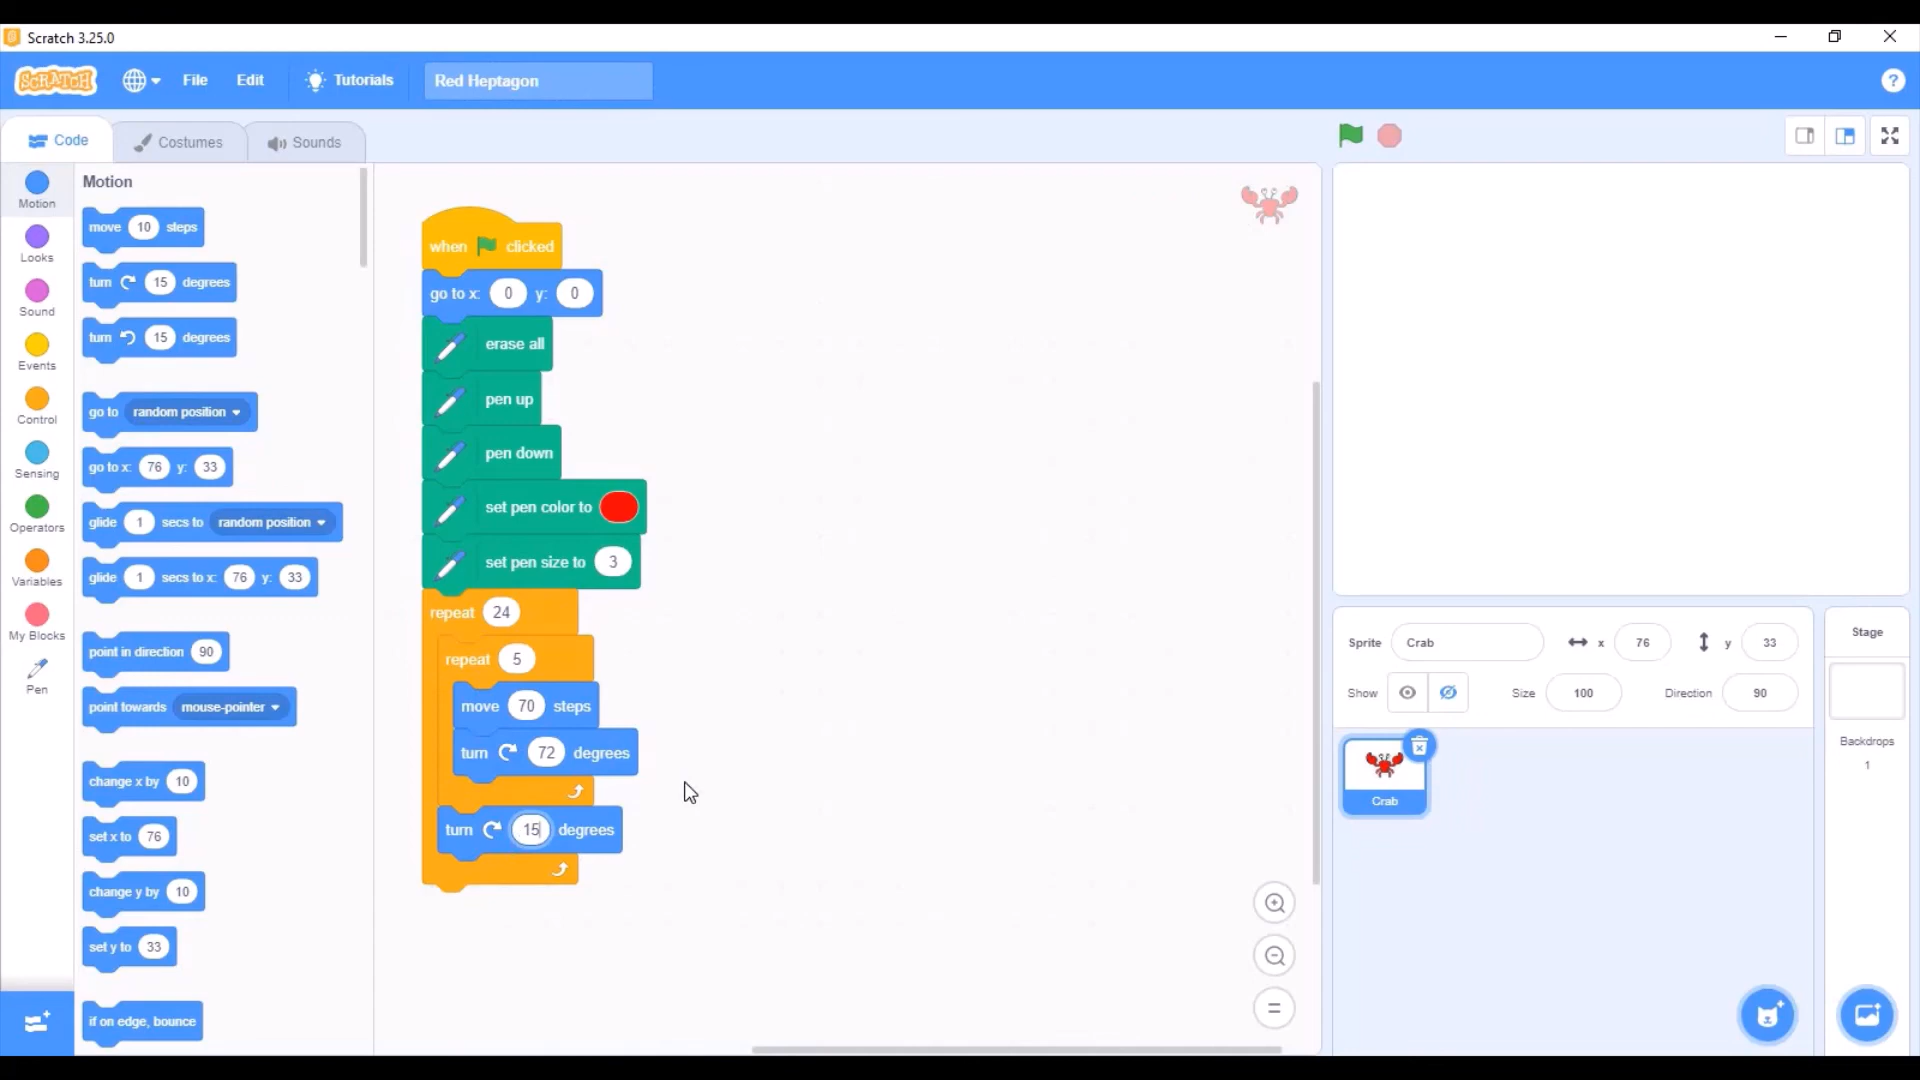 Scratch 3.25.0
SCRATCH File Edit Tutorials Red Heptagon ?
Code Costumes Sounds
Motion
Looks
Sound
Events
Control
Sensing
Operators
Variables
My Blocks
Pen
Motion
move 10 steps
turn 15 degrees
turn 15 degrees
go to random position
go to x: 76 y: 33
glide 1 secs to random position
glide 1 secs to x: 76 y: 33
point in direction 90
point towards mouse-pointer
change x by 10
set x to 76
change y by 10
set y to 33
if on edge, bounce
when clicked
go to x: 0 y: 0
erase all
pen up
pen down
set pen color to
set pen size to 3
repeat 24
repeat 5
move 70 steps
turn 72 degrees
turn 15 degrees
Sprite Crab x 76 y 33
Show Size 100 Direction 90
Crab
Stage
Backdrops
1